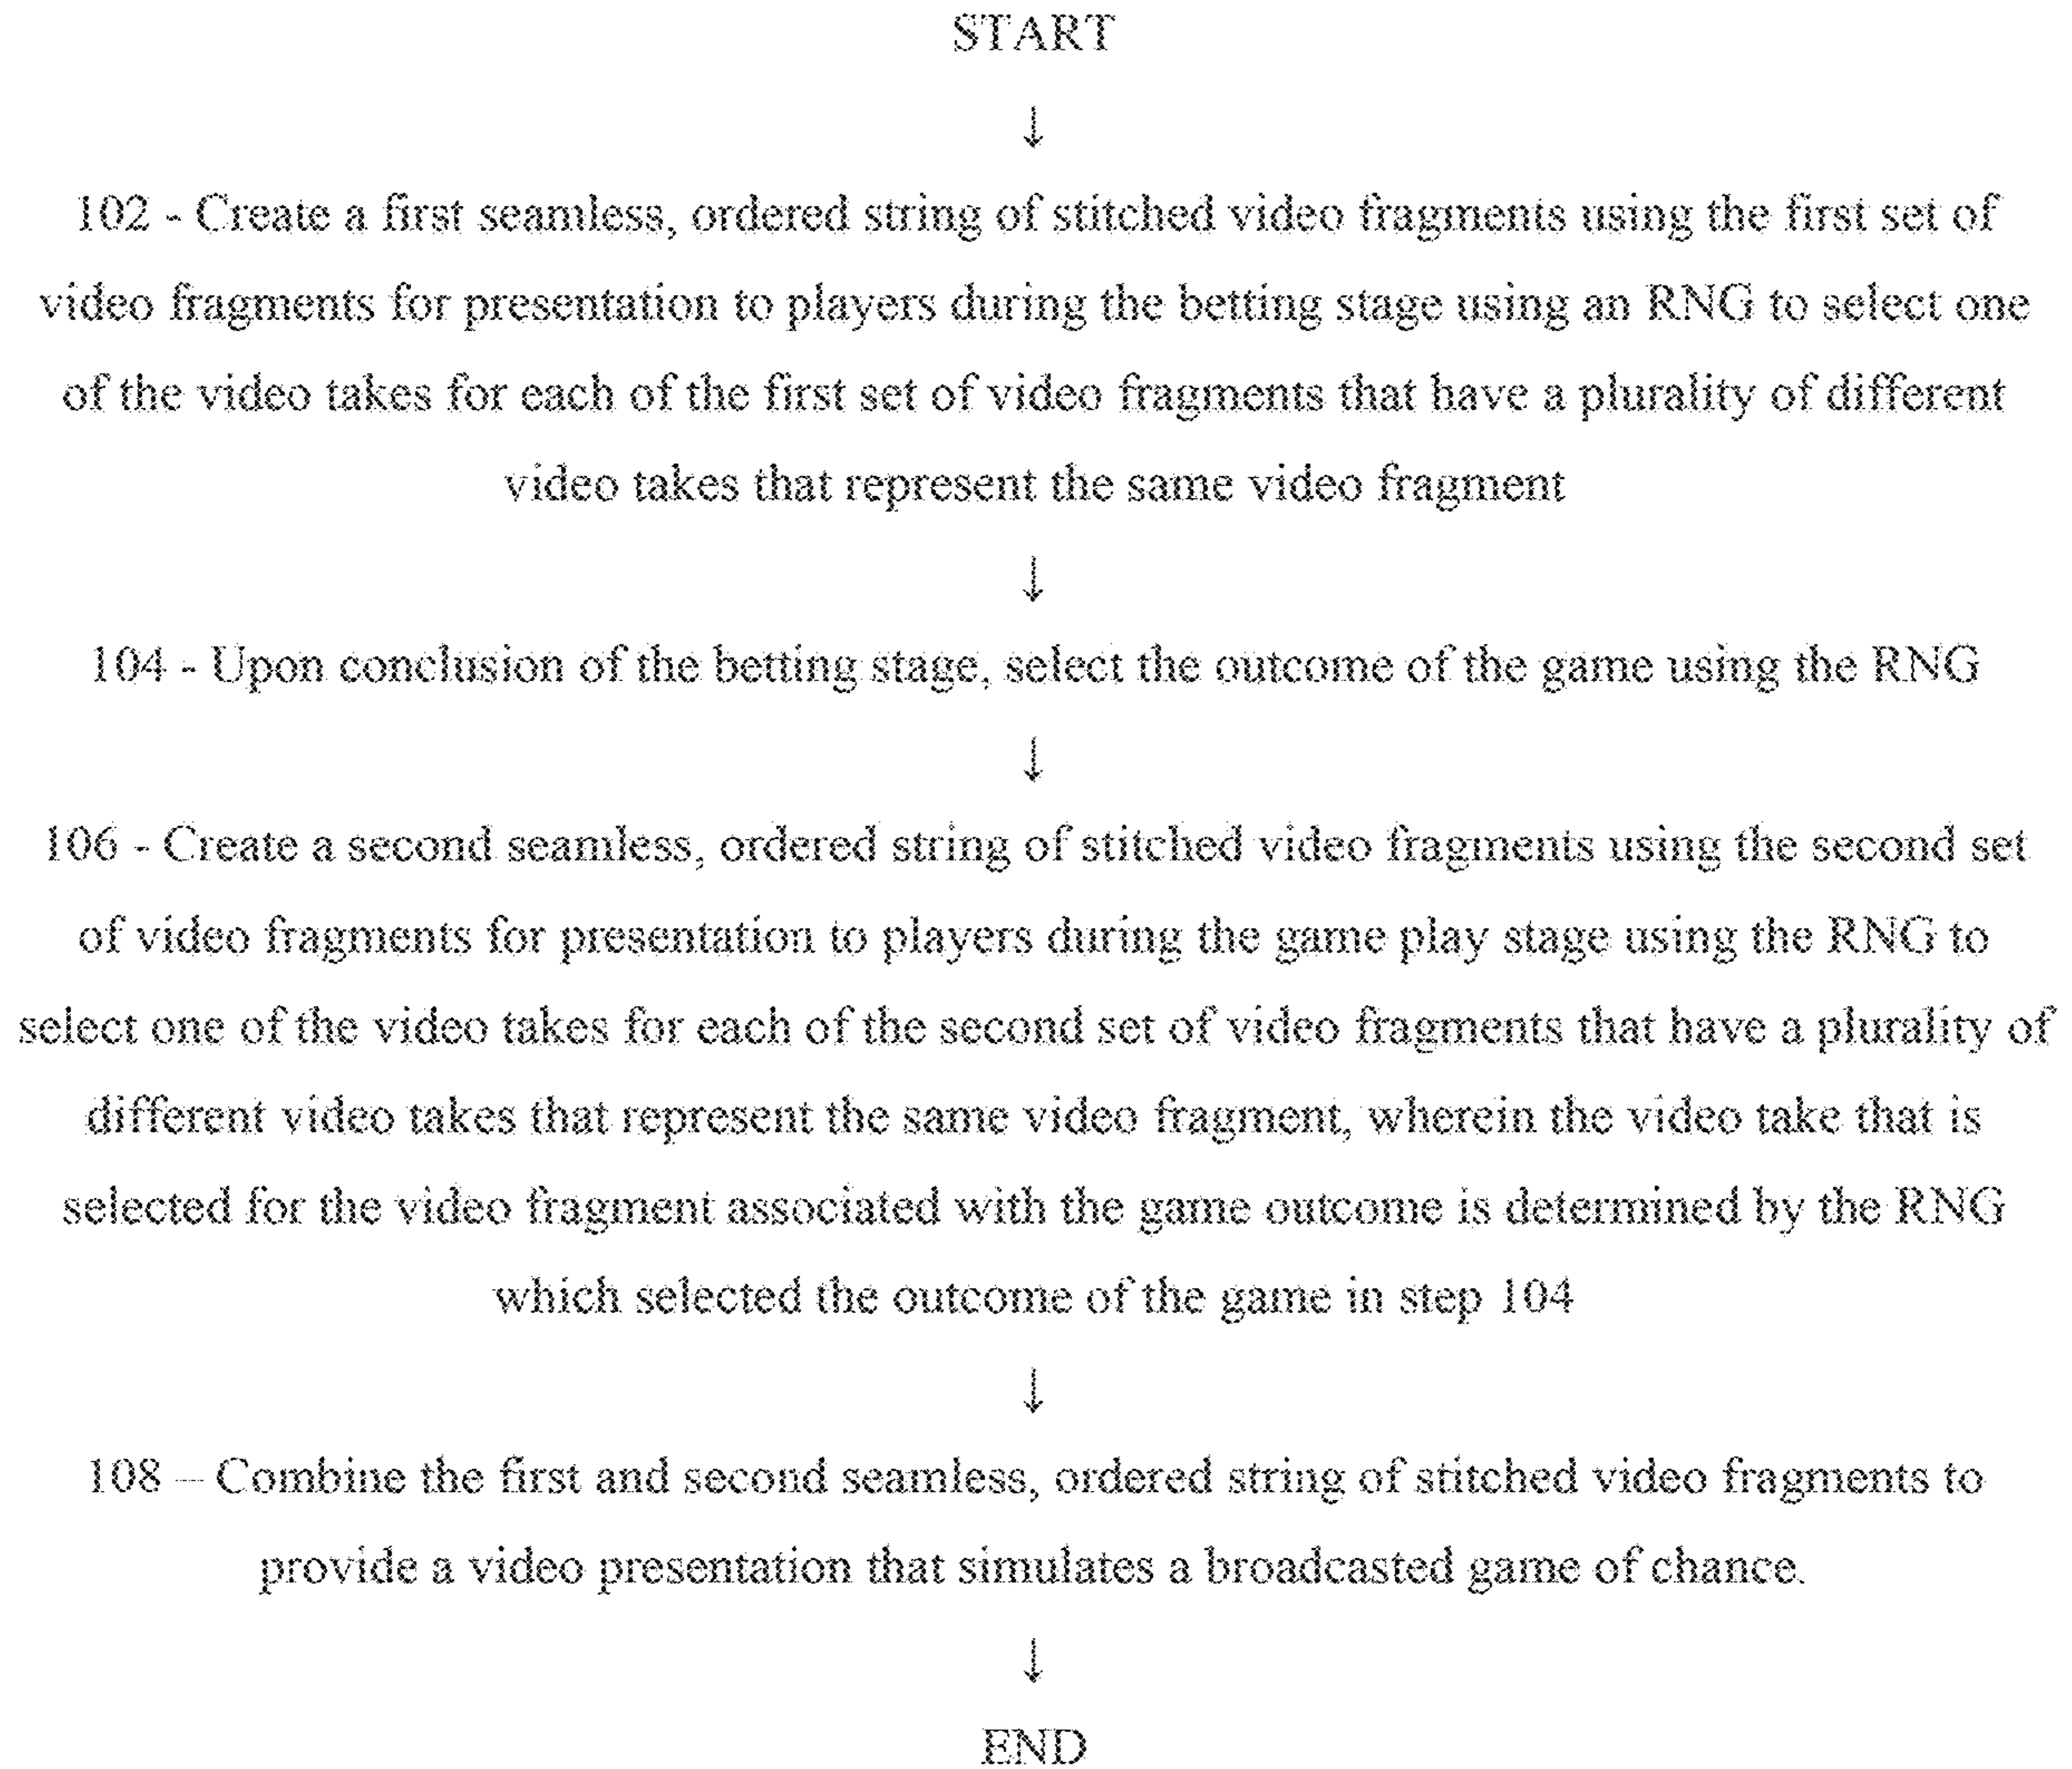 START
↓
102 - Create a first seamless, ordered string of stitched video fragments using the first set of
video fragments for presentation to players during the betting stage using an RNG to select one
of the video takes for each of the first set of video fragments that have a plurality of different
video takes that represent the same video fragment
↓
104 - Upon conclusion of the betting stage, select the outcome of the game using the RNG
↓
106 - Create a second seamless, ordered string of stitched video fragments using the second set
of video fragments for presentation to players during the game play stage using the RNG to
select one of the video takes for each of the second set of video fragments that have a plurality of
different video takes that represent the same video fragment, wherein the video take that is
selected for the video fragment associated with the game outcome is determined by the RNG
which selected the outcome of the game in step 104
↓
108 – Combine the first and second seamless, ordered string of stitched video fragments to
provide a video presentation that simulates a broadcasted game of chance.
↓
END